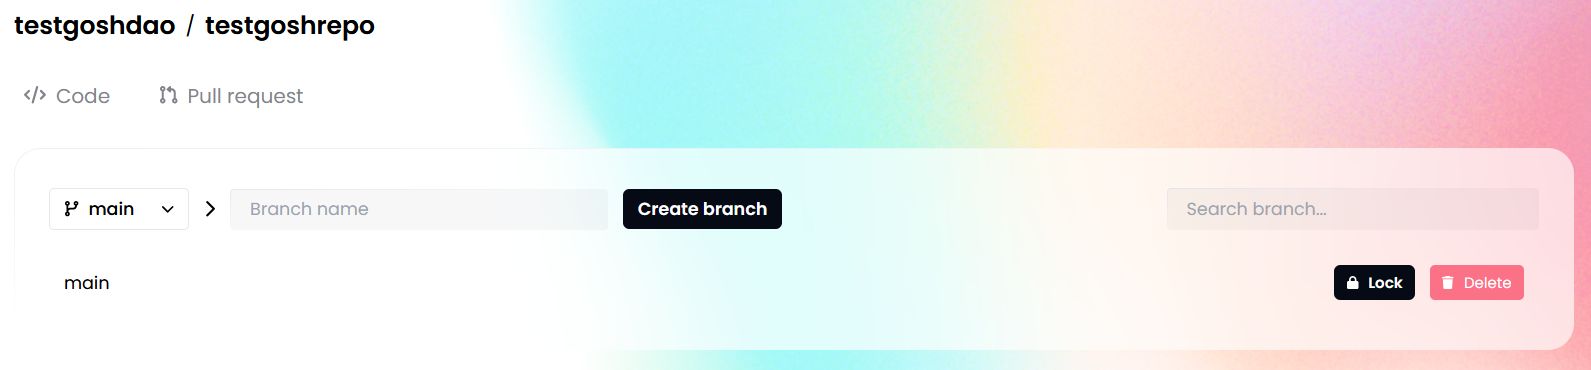 testgoshdao / testgoshrepo
Code Pull request
main Branch name Create branch Search branch...
main Lock Delete